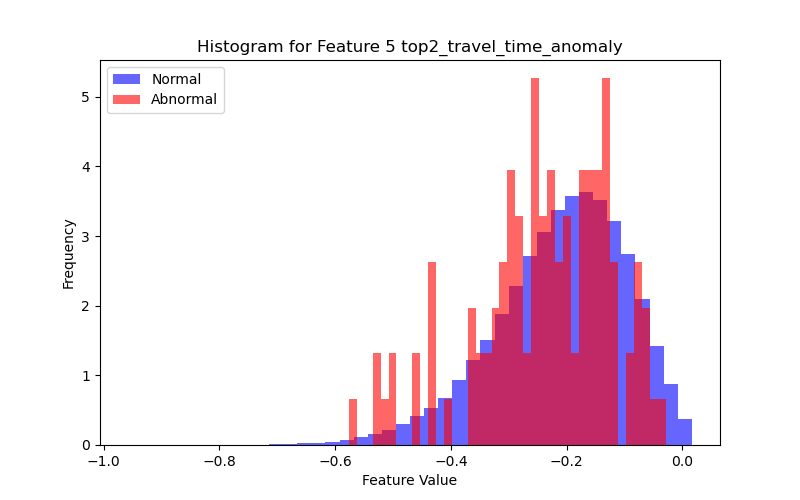 Histogram for Feature 5 top2_travel_time_anomaly
Normal
Abnormal
Frequency
5
4
3
2
1
0
−1.0 −0.8 −0.6 −0.4 −0.2 0.0
Feature Value